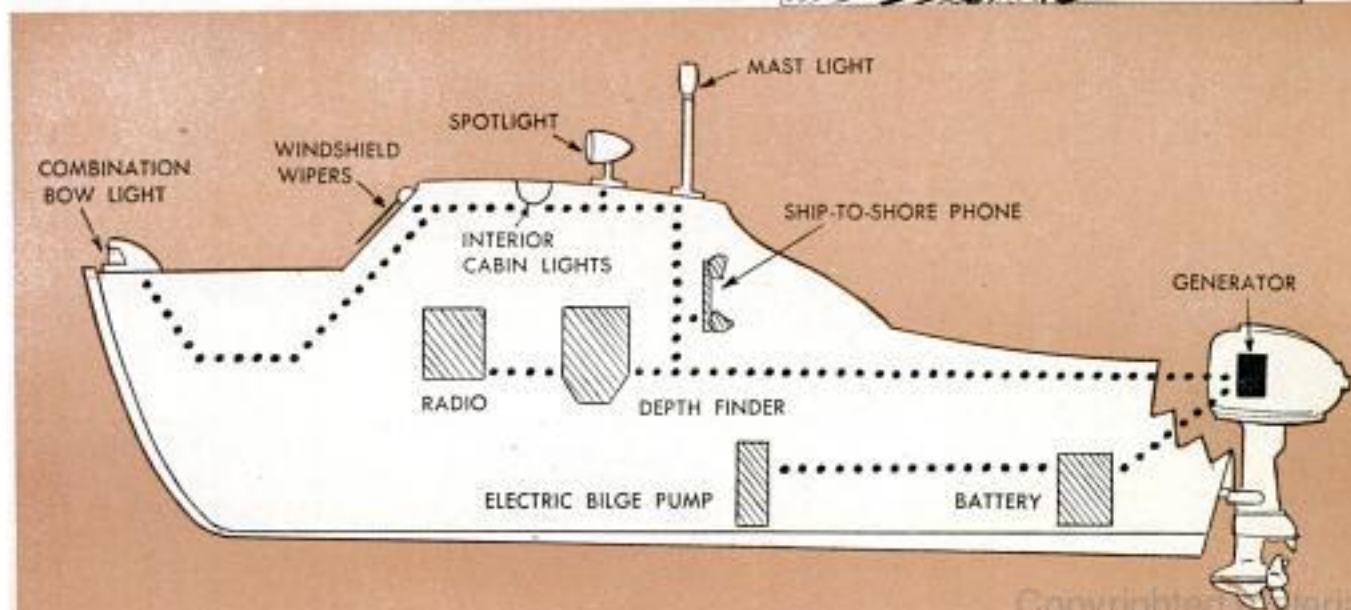 MAST LIGHT
SPOTLIGHT
WINDSHIELD
WIPERS
COMBINATION
BOW LIGHT
SHIP-TO-SHORE PHONE
INTERIOR
CABIN LIGHTS
GENERATOR
RADIO
DEPTH FINDER
ELECTRIC BILGE PUMP
BATTERY
Copyrighted